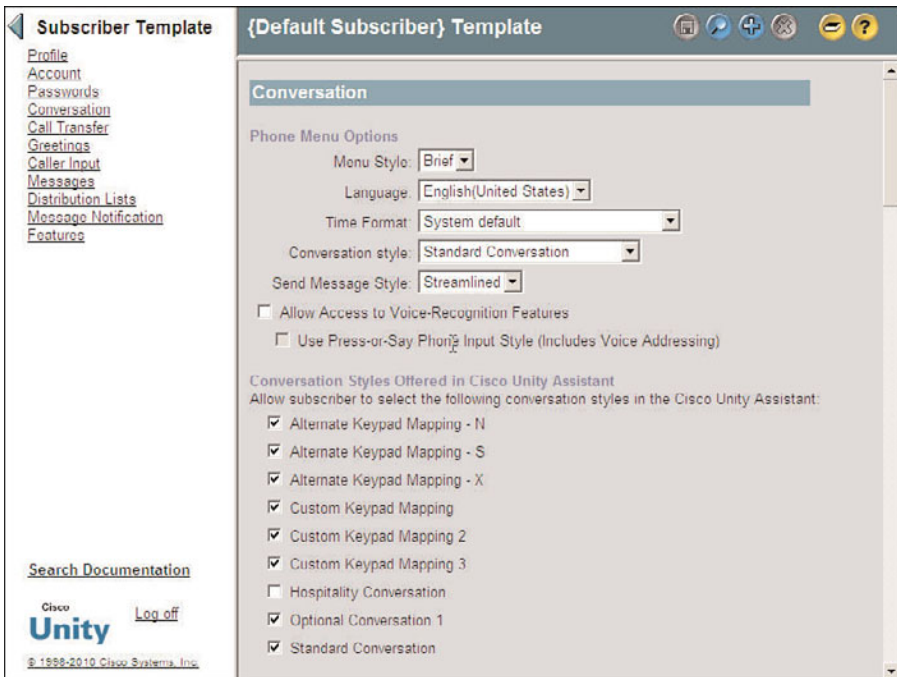 Subscriber Template
Profile
Account
Passwords
Conversation
Call Transfer
Greetings
Caller Input
Messages
Distribution Lists
Message Notification
Features
Search Documentation
Cisco
Unity
Log off
© 1998-2010 Cisco Systems, Inc.
{Default Subscriber} Template
?
Conversation
Phone Menu Options
Menu Style: Brief
Language: English(United States)
Time Format: System default
Conversation style: Standard Conversation
Send Message Style: Streamlined
Allow Access to Voice-Recognition Features
Use Press-or-Say Phone Input Style (Includes Voice Addressing)
Conversation Styles Offered in Cisco Unity Assistant
Allow subscriber to select the following conversation styles in the Cisco Unity Assistant:
Alternate Keypad Mapping - N
Alternate Keypad Mapping - S
Alternate Keypad Mapping - X
Custom Keypad Mapping
Custom Keypad Mapping 2
Custom Keypad Mapping 3
Hospitality Conversation
Optional Conversation 1
Standard Conversation